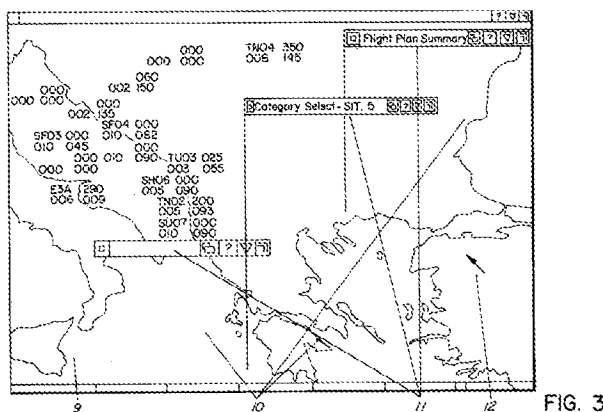 ? ▽
TN04 350
006 145
Flight Plan Summary ?
000
000 000
060
002 150
000
000 000
000
002 135
Category Select - SIT. 5 ? ?
SF04 000
010 082
SF03 000
010 045
000
000 010 090
000 000
TU03 025
003 055
SH06 000
005 090
E3A 290
006 009
TN02 200
005 093
SU07 000
010 090
? ▽
9 10 11 12
FIG. 3